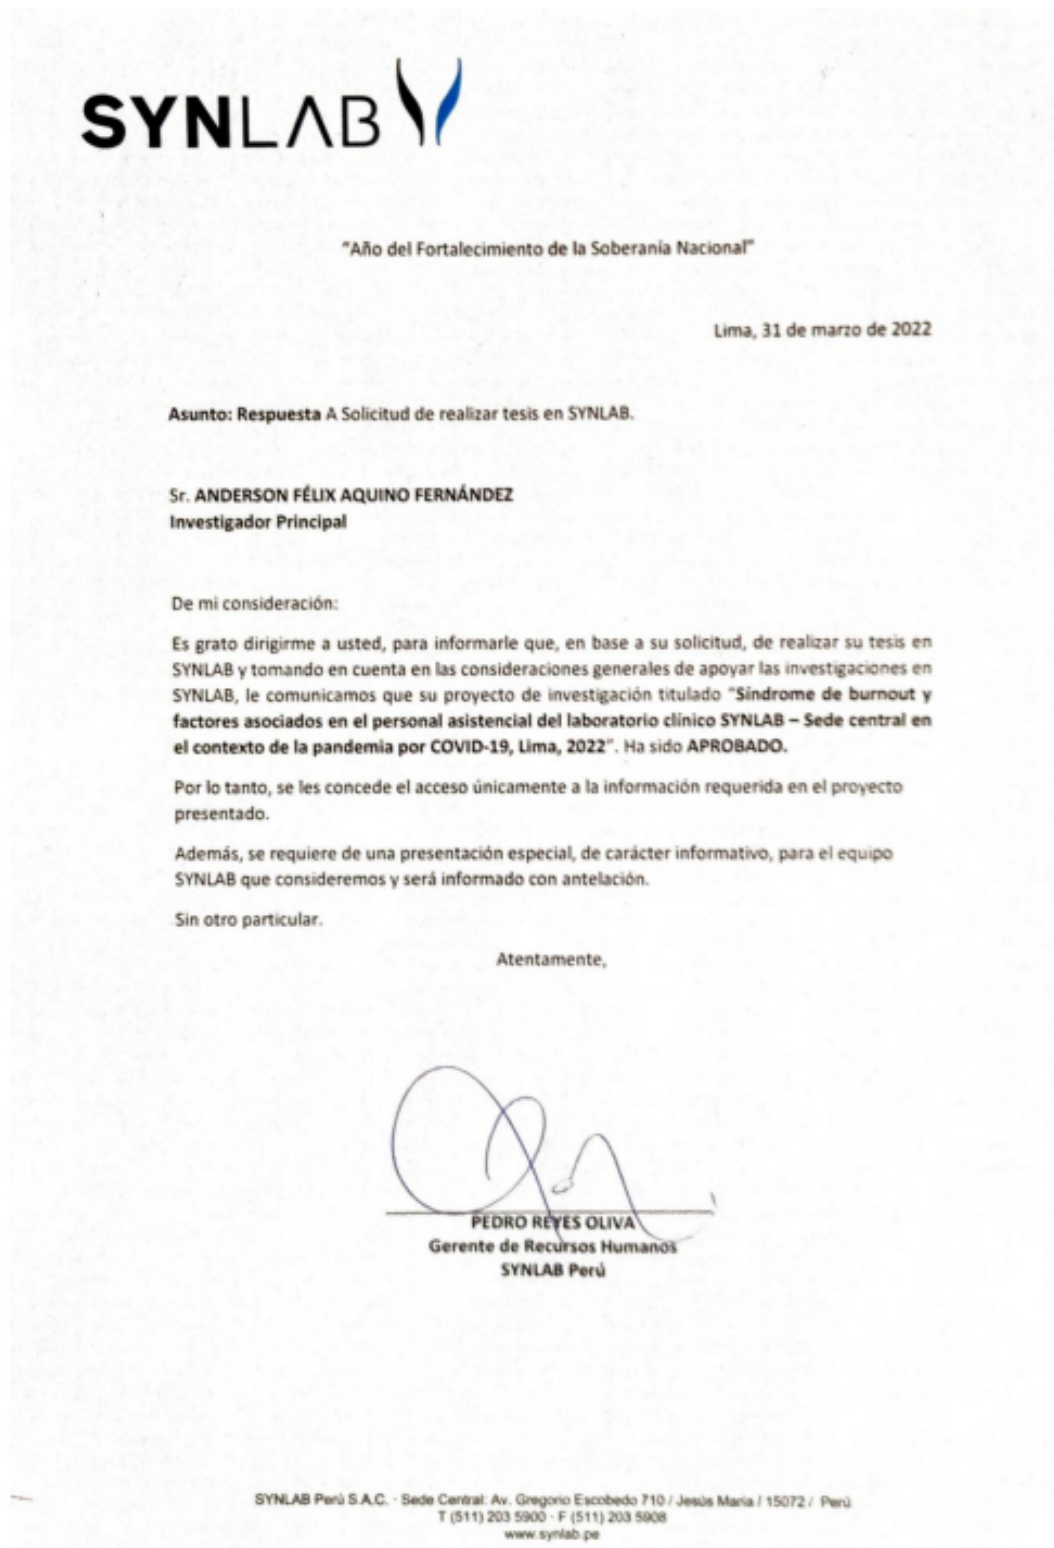 SYNLAB
"Año del Fortalecimiento de la Soberanía Nacional"
Lima, 31 de marzo de 2022
Asunto: Respuesta A Solicitud de realizar tesis en SYNLAB.
Sr. ANDERSON FÉLIX AQUINO FERNÁNDEZ
Investigador Principal
De mi consideración:
Es grato dirigirme a usted, para informarle que, en base a su solicitud, de realizar su tesis en
SYNLAB y tomando en cuenta en las consideraciones generales de apoyar las investigaciones en
SYNLAB, le comunicamos que su proyecto de investigación titulado "Síndrome de burnout y
factores asociados en el personal asistencial del laboratorio clínico SYNLAB – Sede central en
el contexto de la pandemia por COVID-19, Lima, 2022". Ha sido APROBADO.
Por lo tanto, se les concede el acceso únicamente a la información requerida en el proyecto
presentado.
Además, se requiere de una presentación especial, de carácter informativo, para el equipo
SYNLAB que consideremos y será informado con antelación.
Sin otro particular.
Atentamente,
PEDRO REYES OLIVA
Gerente de Recursos Humanos
SYNLAB Perú
SYNLAB Perú S.A.C. · Sede Central: Av. Gregorio Escobedo 710 / Jesús María / 15072 / Perú
T (511) 203 5900 · F (511) 203 5908
www.synlab.pe